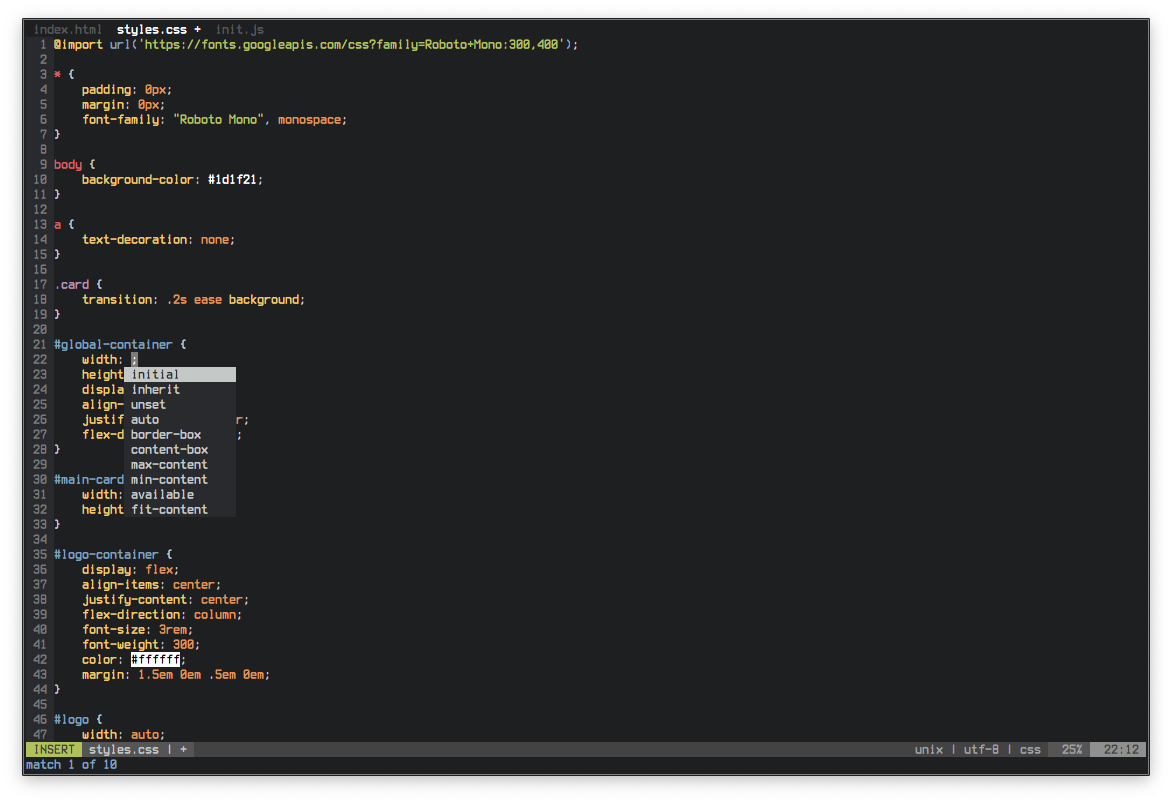 index.html  styles.css +  init.js
1 @import url('https://fonts.googleapis.com/css?family=Roboto+Mono:300,400');
2
3 * {
4     padding: 0px;
5     margin: 0px;
6     font-family: "Roboto Mono", monospace;
7 }
8
9 body {
10     background-color: #1d1f21;
11 }
12
13 a {
14     text-decoration: none;
15 }
16
17 .card {
18     transition: .2s ease background;
19 }
20
21 #global-container {
22     width: ;
23     height initial
24     displa inherit
25     align- unset
26     justif auto r;
27     flex-d border-box ;
28 } content-box
29 max-content
30 #main-card min-content
31     width: available
32     height fit-content
33 }
34
35 #logo-container {
36     display: flex;
37     align-items: center;
38     justify-content: center;
39     flex-direction: column;
40     font-size: 3rem;
41     font-weight: 300;
42     color: #ffffff;
43     margin: 1.5em 0em .5em 0em;
44 }
45
46 #logo {
47     width: auto;
INSERT styles.css | + unix | utf-8 | css 25% 22:12
match 1 of 10